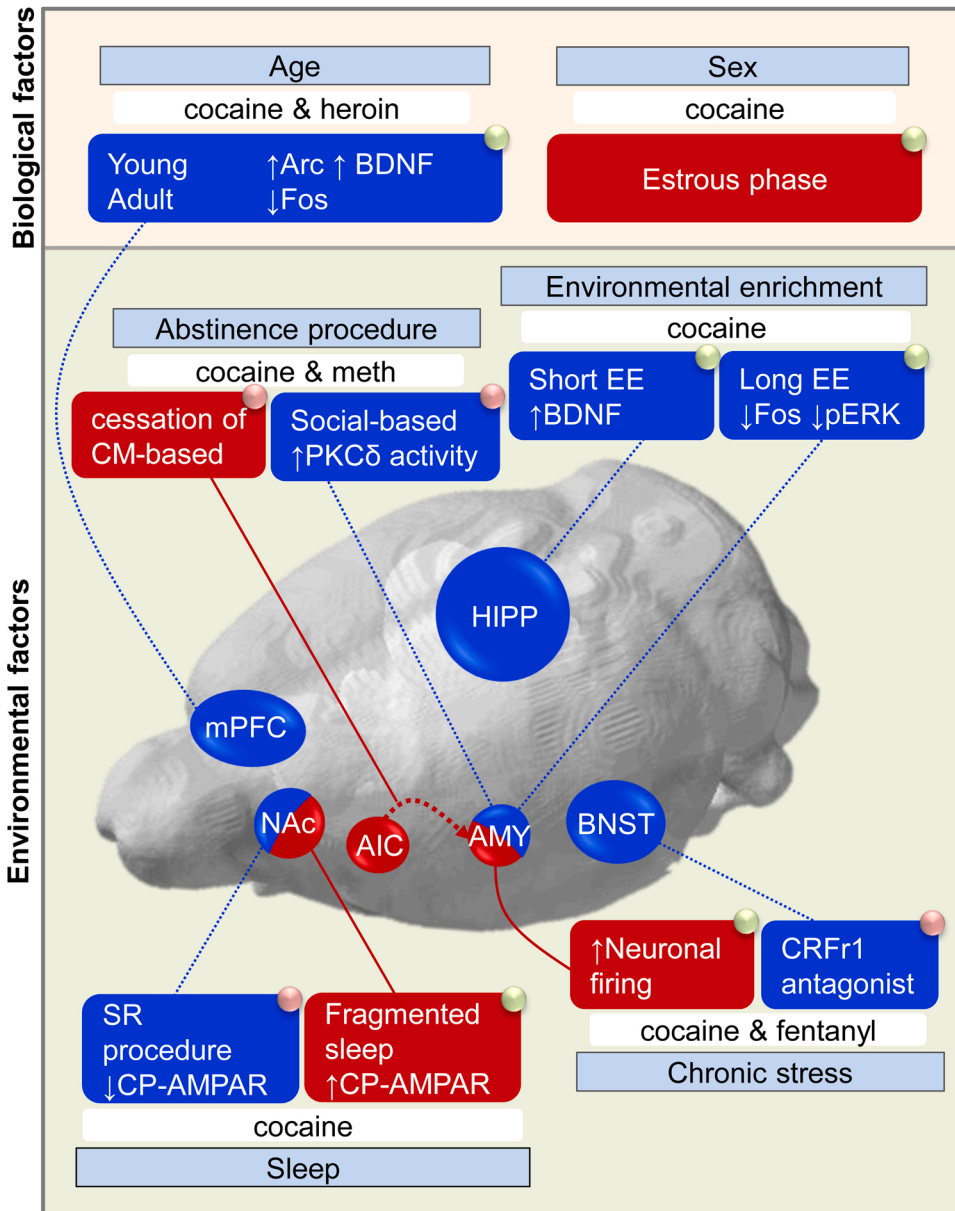 Biological factors
Age
cocaine & heroin
Young ↑Arc ↑ BDNF
Adult ↓Fos
Sex
cocaine
Estrous phase
Environmental factors
Abstinence procedure
cocaine & meth
cessation of
CM-based
Social-based
↑PKCδ activity
Environmental enrichment
cocaine
Short EE
↑BDNF
Long EE
↓Fos ↓pERK
HIPP
mPFC
NAc
AIC
AMY
BNST
↑Neuronal
firing
CRFr1
antagonist
cocaine & fentanyl
Chronic stress
SR
procedure
↓CP-AMPAR
Fragmented
sleep
↑CP-AMPAR
cocaine
Sleep